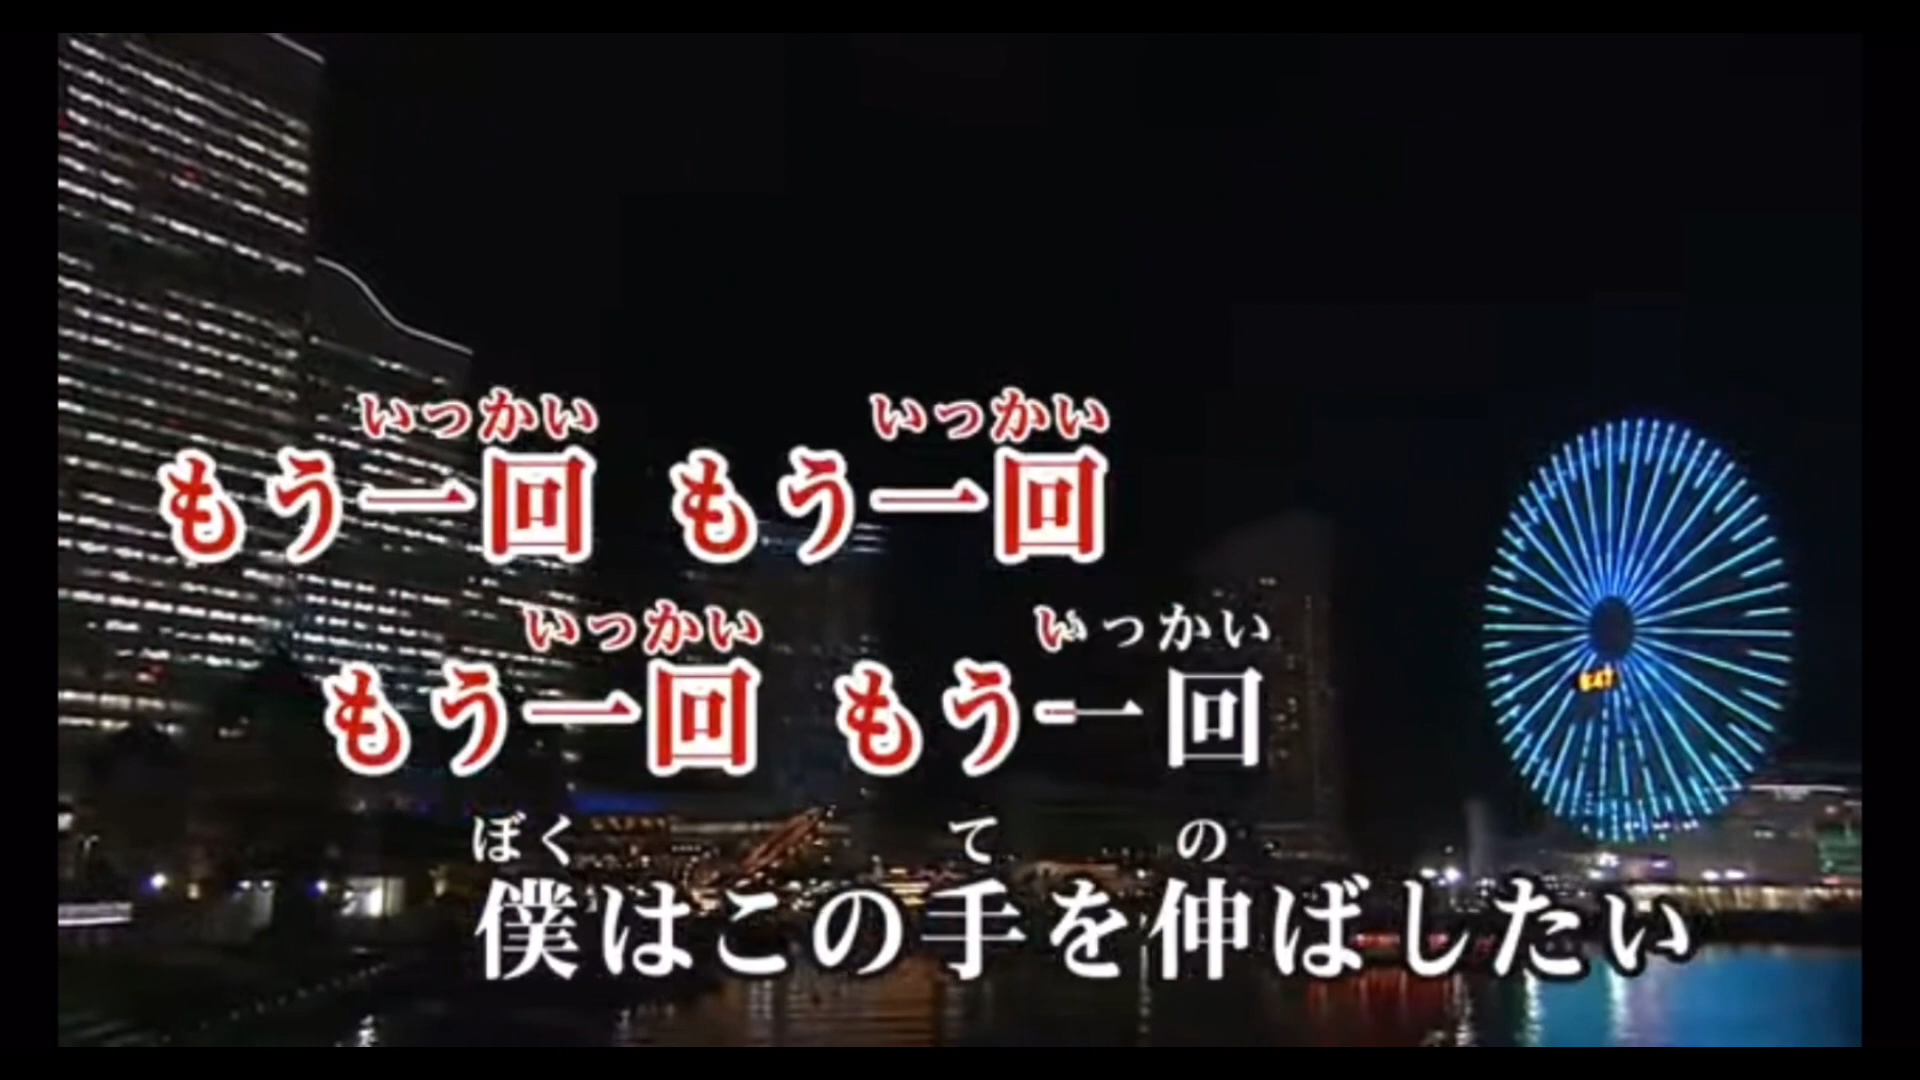 いっかい いっかい
もう一回 もう一回
いっかい いっかい
もう一回 もう一回
ぼく て の
僕はこの手を伸ばしたい